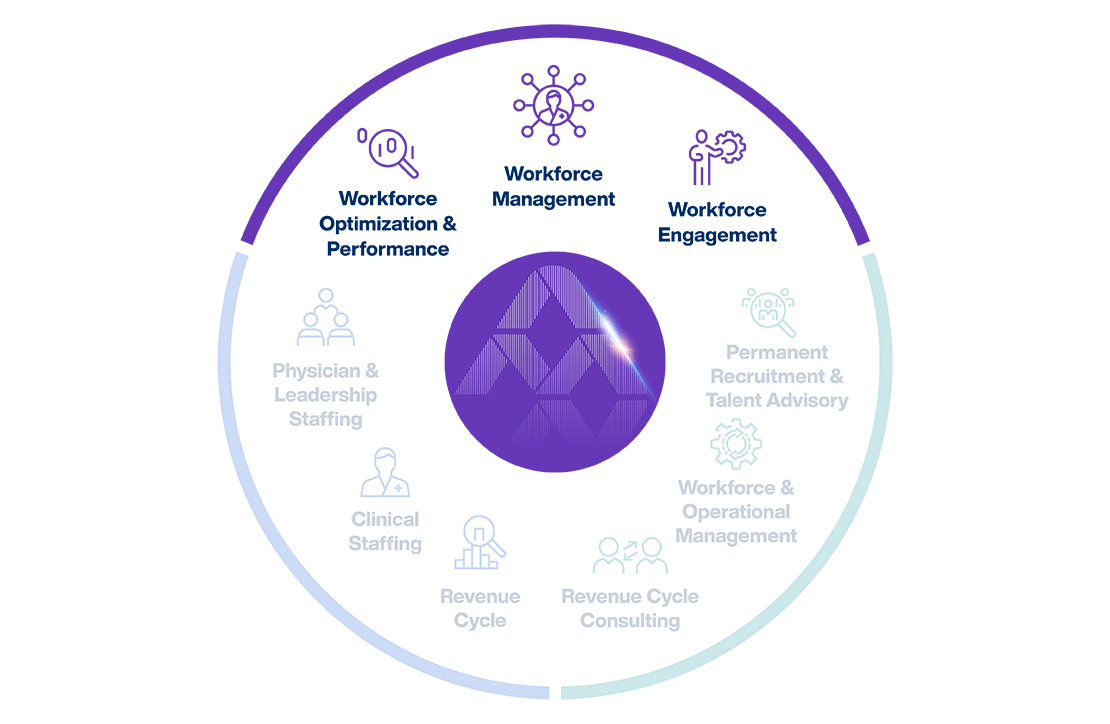 Workforce
Management
Workforce
Optimization &
Performance
Workforce
Engagement
Physician &
Leadership
Staffing
Permanent
Recruitment &
Talent Advisory
Clinical
Staffing
Workforce &
Operational
Management
Revenue
Cycle
Revenue Cycle
Consulting